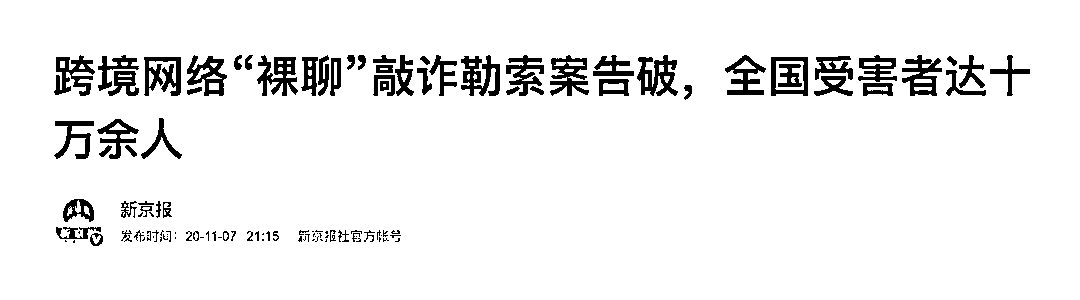 跨境网络“裸聊”敲诈勒索案告破，全国受害者达十
万余人
新京报
发布时间：20-11-07 21:15 新京报社官方帐号